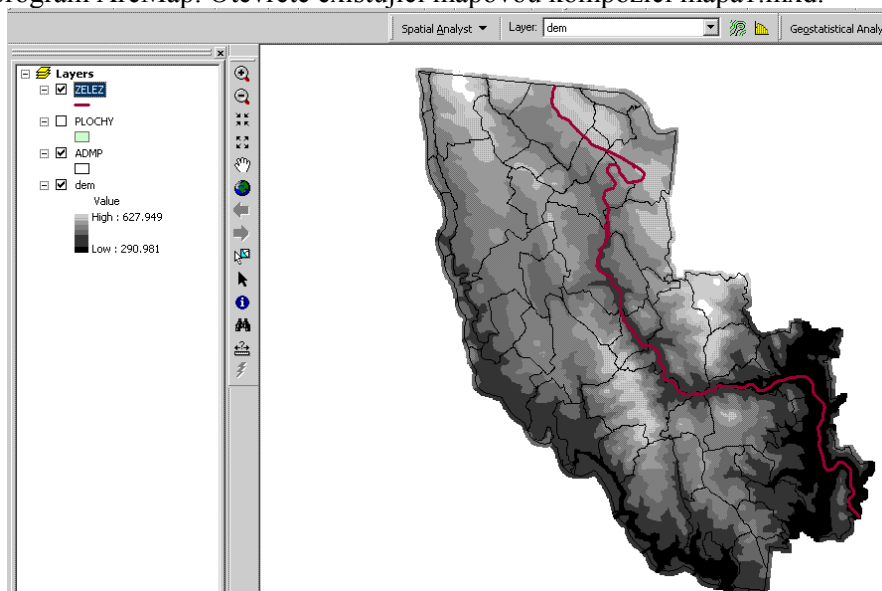 program ArcMap. Otevřete existující mapovou kompozici mapa1.mxd.
Spatial Analyst Layer: dem Geostatistical Analy
Layers
ZELEZ
PLOCHY
ADMP
dem
Value
High : 627.949
Low : 290.981